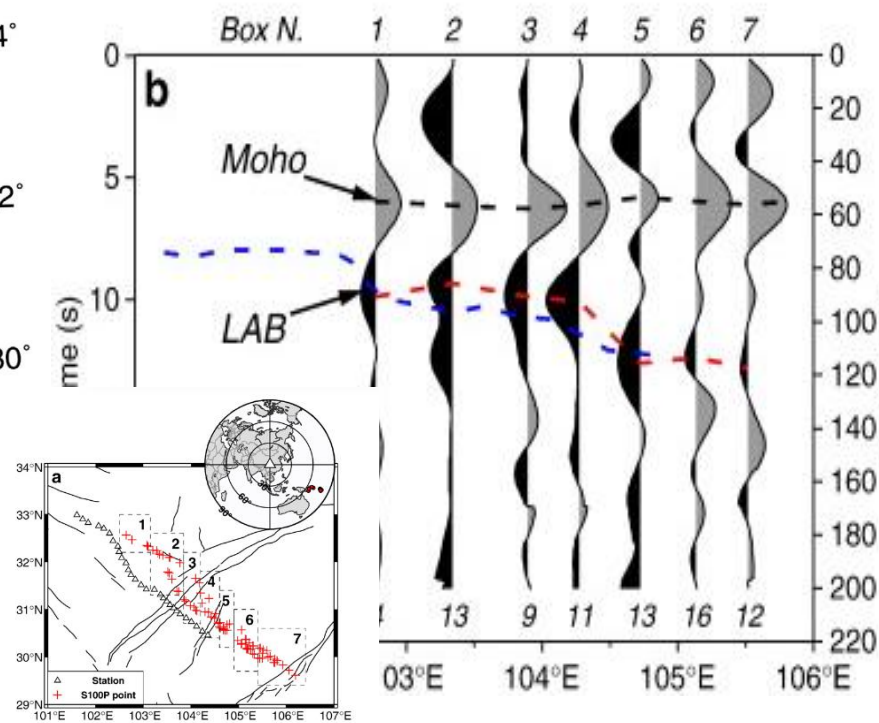 Box N. 1 2 3 4 5 6 7
4°
0
0
b
20
40
Moho
5
2°
60
80
10
LAB
100
me (s)
30°
120
140
160
180
200
13 9 11 13 16 12
220
03°E 104°E 105°E 106°E
a
34°N
33°N
32°N
31°N
30°N
29°N
1
2
3
4
5
6
7
90°
60°
30°
Station
S100P point
101°E 102°E 103°E 104°E 105°E 106°E 107°E